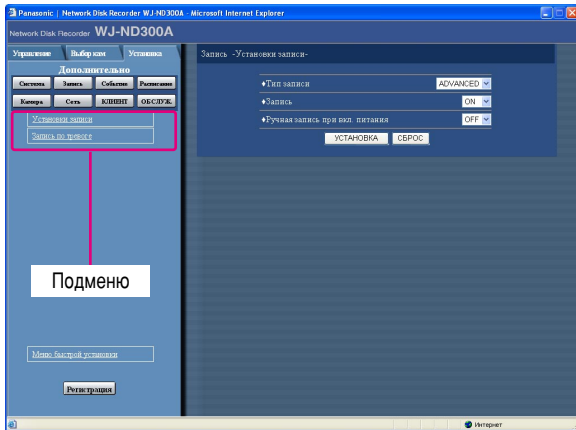 Panasonic | Network Disk Recorder WJ-ND300A - Microsoft Internet Explorer
Network Disk Recorder WJ-ND300A
Управление Выбор кам Установка
Дополнительно
Система Запись Событие Расписание
Камера Сеть КЛИЕНТ ОБСЛУЖ.
Установки записи
Запись по тревоге
Подменю
Меню быстрой установки
Регистрация
Запись -Установки записи-
♦Тип записи ADVANCED
♦Запись ON
♦Ручная запись при вкл. питания OFF
УСТАНОВКА СБРОС
Интернет